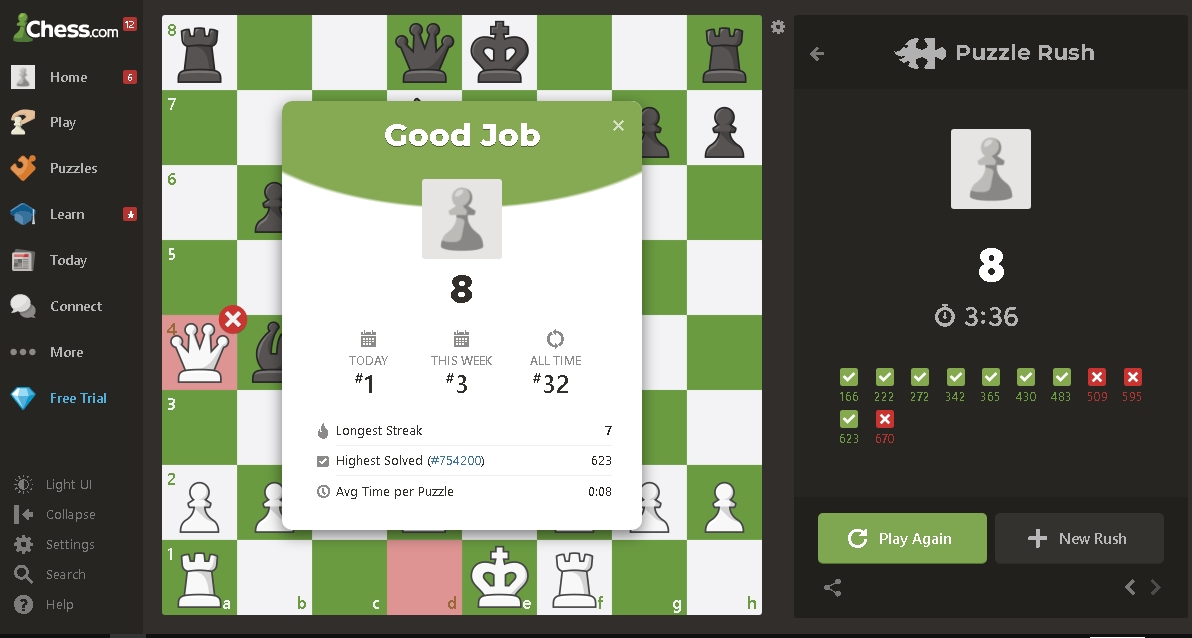 Chess.com 12
Home 6
Play
Puzzles
Learn
Today
Connect
More
Free Trial
Light UI
Collapse
Settings
Search
Help
8
7
6
5
4
3
2
1
a b c d e f g h
Good Job
×
8
TODAY THIS WEEK ALL TIME
#1 #3 #32
Longest Streak 7
Highest Solved (#754200) 623
Avg Time per Puzzle 0:08
Puzzle Rush
8
3:36
166 222 272 342 365 430 483 509 595
623 670
Play Again New Rush